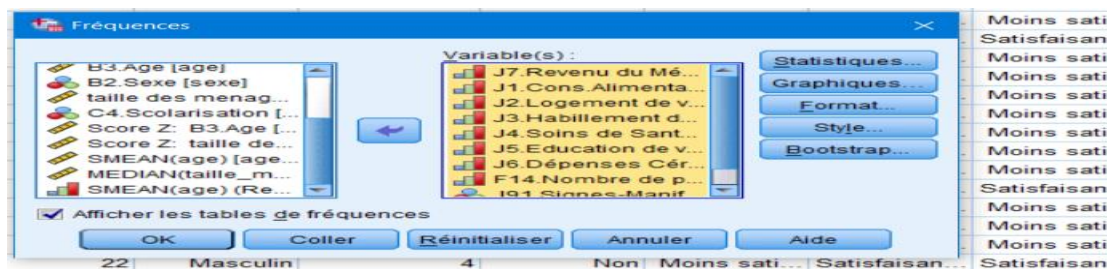 Fréquences
Variable(s) :
B3.Age [age]
B2.Sexe [sexe]
taille des menag...
C4.Scolarisation [...
Score Z: B3.Age [...
Score Z: taille de...
SMEAN(age) [age...
MEDIAN(taille_m...
SMEAN(age) (Re...
J7.Revenu du Mé...
J1.Cons.Alimenta...
J2.Logement de v...
J3.Habillement d...
J4.Soins de Sant...
J5.Education de v...
J6.Dépenses Cér...
F14.Nombre de p...
I91.Signes-Manif...
Statistiques...
Graphiques...
Format...
Style...
Bootstrap...
Afficher les tables de fréquences
OK Coller Réinitialiser Annuler Aide
Moins sati
Satisfaisan
Moins sati
Moins sati
Moins sati
Moins sati
Moins sati
Moins sati
Moins sati
Satisfaisan
Moins sati
Moins sati
Moins sati
22 Masculin 4 Non Moins sati... Satisfaisan... Satisfaisan